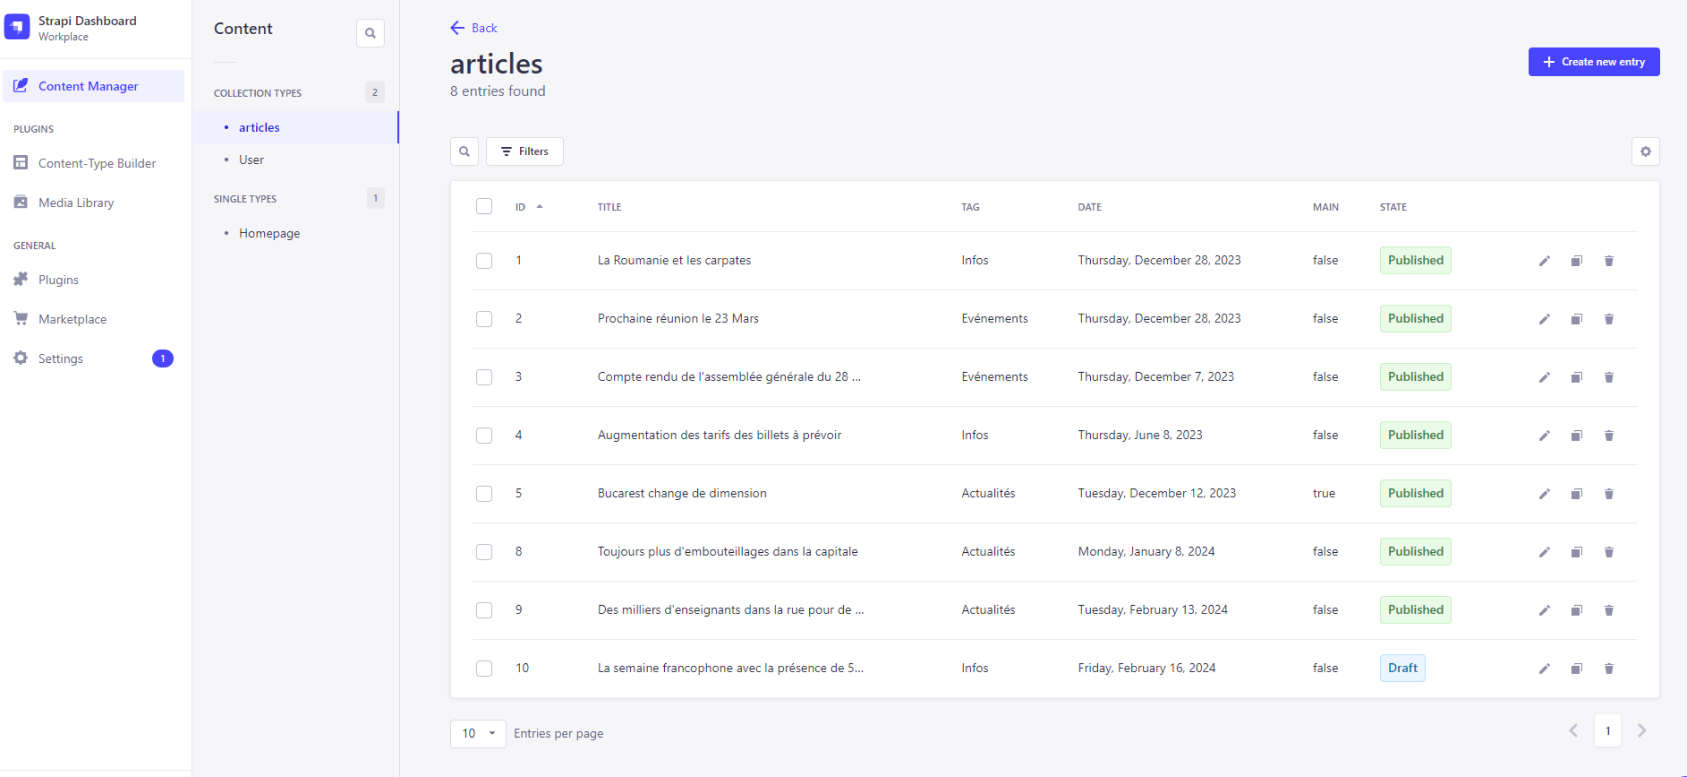 Strapi Dashboard
Workplace
Content Manager
PLUGINS
Content-Type Builder
Media Library
GENERAL
Plugins
Marketplace
Settings 1
Content
COLLECTION TYPES 2
articles
User
SINGLE TYPES 1
Homepage
Back
articles
8 entries found
Create new entry
Filters
ID TITLE TAG DATE MAIN STATE
1 La Roumanie et les carpates Infos Thursday, December 28, 2023 false Published
2 Prochaine réunion le 23 Mars Evénements Thursday, December 28, 2023 false Published
3 Compte rendu de l'assemblée générale du 28 ... Evénements Thursday, December 7, 2023 false Published
4 Augmentation des tarifs des billets à prévoir Infos Thursday, June 8, 2023 false Published
5 Bucarest change de dimension Actualités Tuesday, December 12, 2023 true Published
8 Toujours plus d'embouteillages dans la capitale Actualités Monday, January 8, 2024 false Published
9 Des milliers d'enseignants dans la rue pour de ... Actualités Tuesday, February 13, 2024 false Published
10 La semaine francophone avec la présence de 5... Infos Friday, February 16, 2024 false Draft
10 Entries per page
1